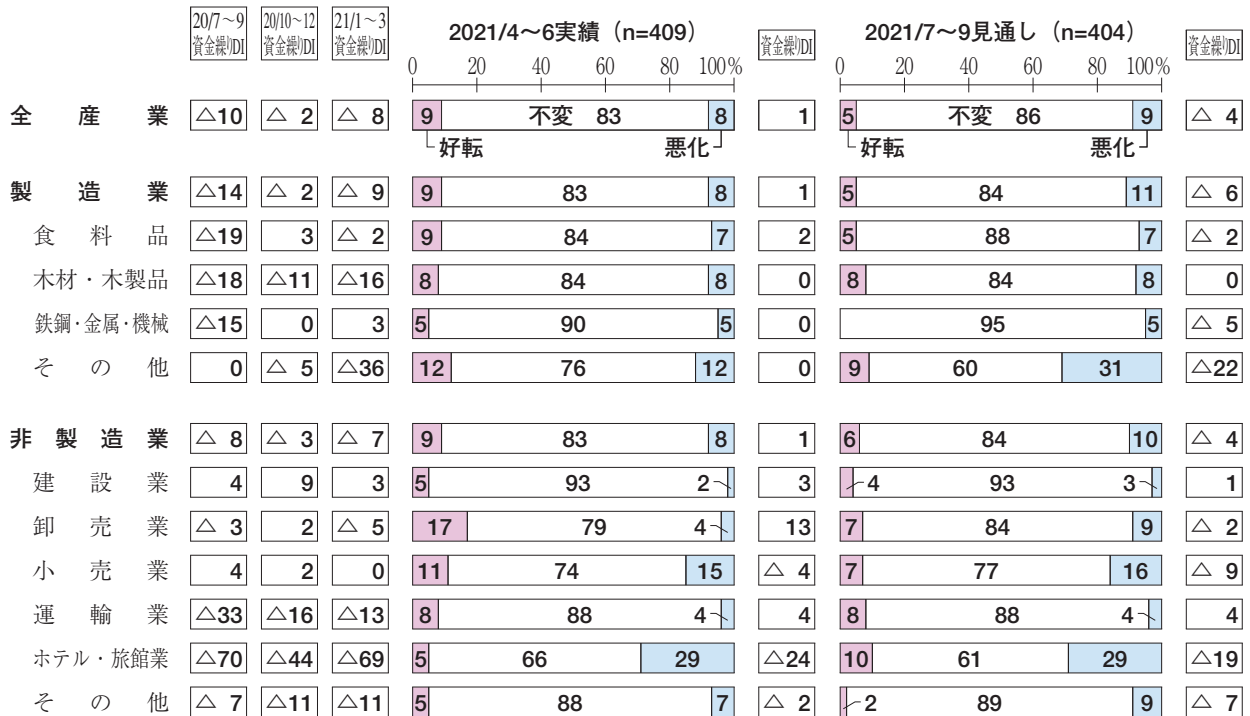 20/7～9 資金繰りDI 20/10～12 資金繰りDI 21/1～3 資金繰りDI 2021/4～6実績（n=409） 資金繰りDI 2021/7～9見通し（n=404） 資金繰りDI
0 20 40 60 80 100% 0 20 40 60 80 100%
全産業 △10 △2 △8 9 不変 83 8 1 5 不変 86 9 △4
好転 悪化 好転 悪化
製造業 △14 △2 △9 9 83 8 1 5 84 11 △6
食料品 △19 3 △2 9 84 7 2 5 88 7 △2
木材・木製品 △18 △11 △16 8 84 8 0 8 84 8 0
鉄鋼・金属・機械 △15 0 3 5 90 5 0 95 5 △5
その他 0 △5 △36 12 76 12 0 9 60 31 △22
非製造業 △8 △3 △7 9 83 8 1 6 84 10 △4
建設業 4 9 3 5 93 2 3 4 93 3 1
卸売業 △3 2 △5 17 79 4 13 7 84 9 △2
小売業 4 2 0 11 74 15 △4 7 77 16 △9
運輸業 △33 △16 △13 8 88 4 4 8 88 4 4
ホテル・旅館業 △70 △44 △69 5 66 29 △24 10 61 29 △19
その他 △7 △11 △11 5 88 7 △2 2 89 9 △7